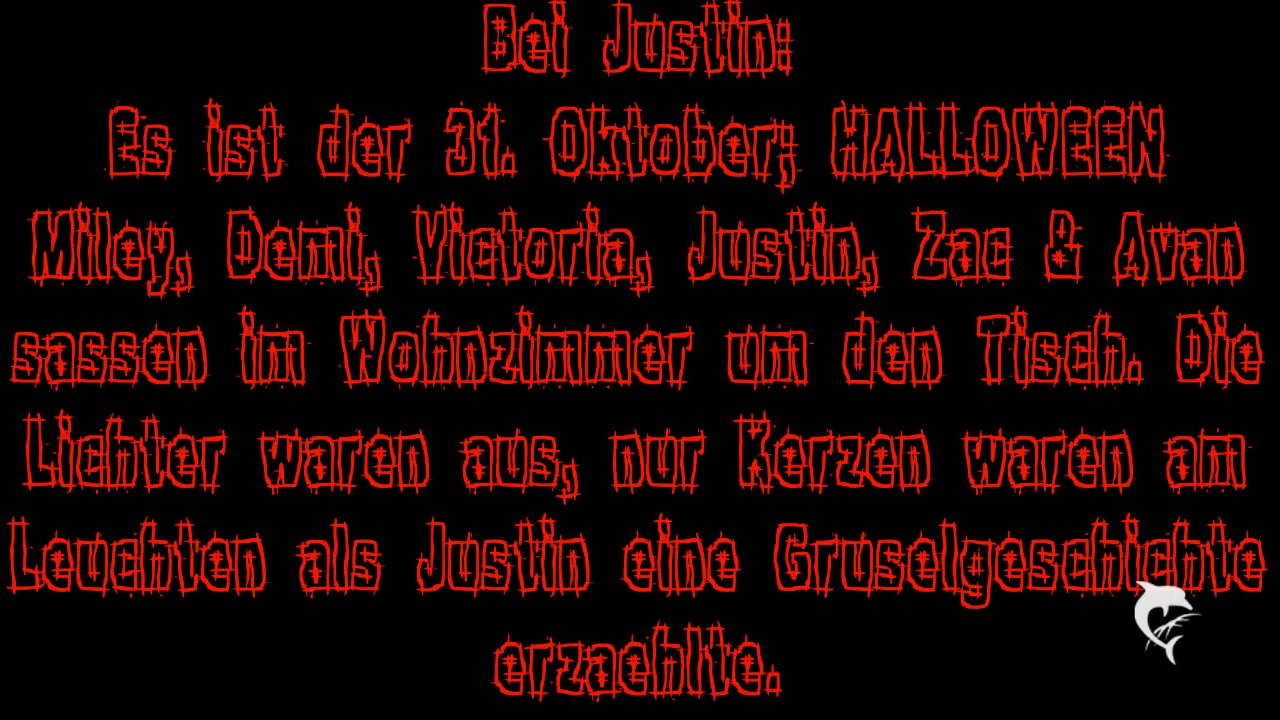 Bei Justin:
Es ist der 31. Oktober; HALLOWEEN
Miley, Demi, Victoria, Justin, Zac & Avan
sassen im Wohnzimmer um den Tisch. Die
Lichter waren aus, nur Kerzen waren am
Leuchten als Justin eine Gruselgeschichte
erzaehlte.